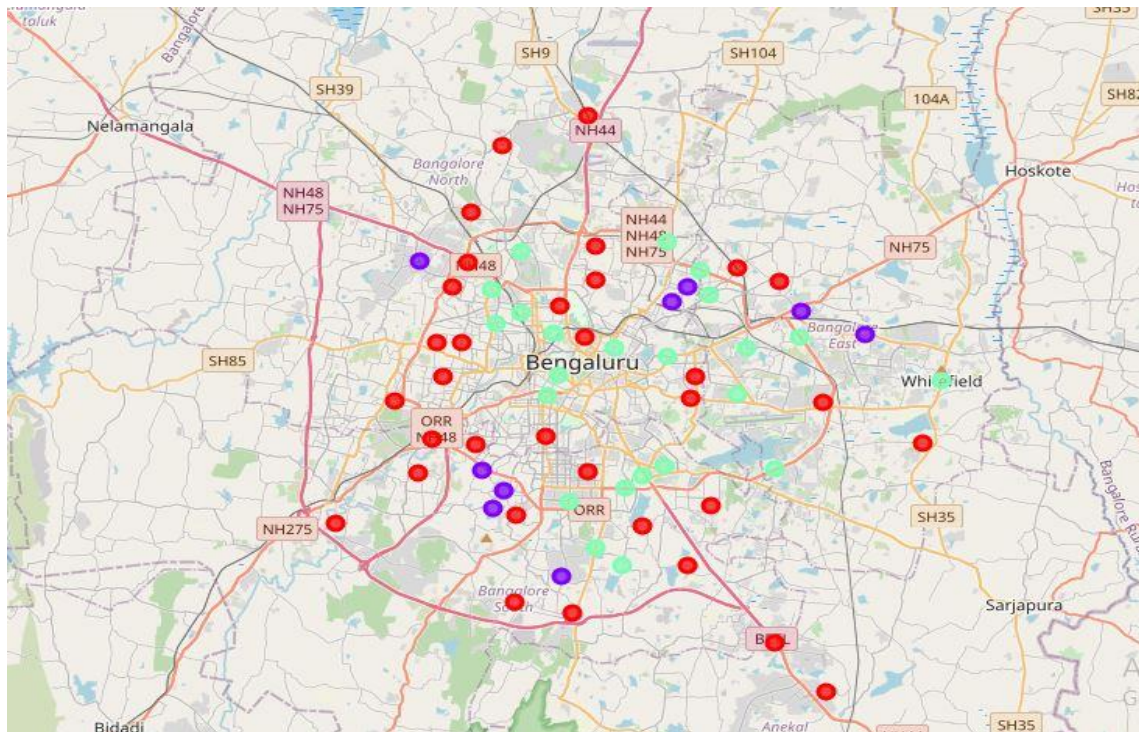 taluk
SH9
SH104
SH35
SH39
104A
SH82
Nelamangala
NH44
Bangalore
North
Hoskote
NH48
NH75
NH44
NH48
NH75
NH75
NH48
Bangalore
East
SH85
Bengaluru
Whitefield
ORR
NH48
NH275
ORR
SH35
Bangalore
South
Sarjapura
Bidadi
Anekal
SH35